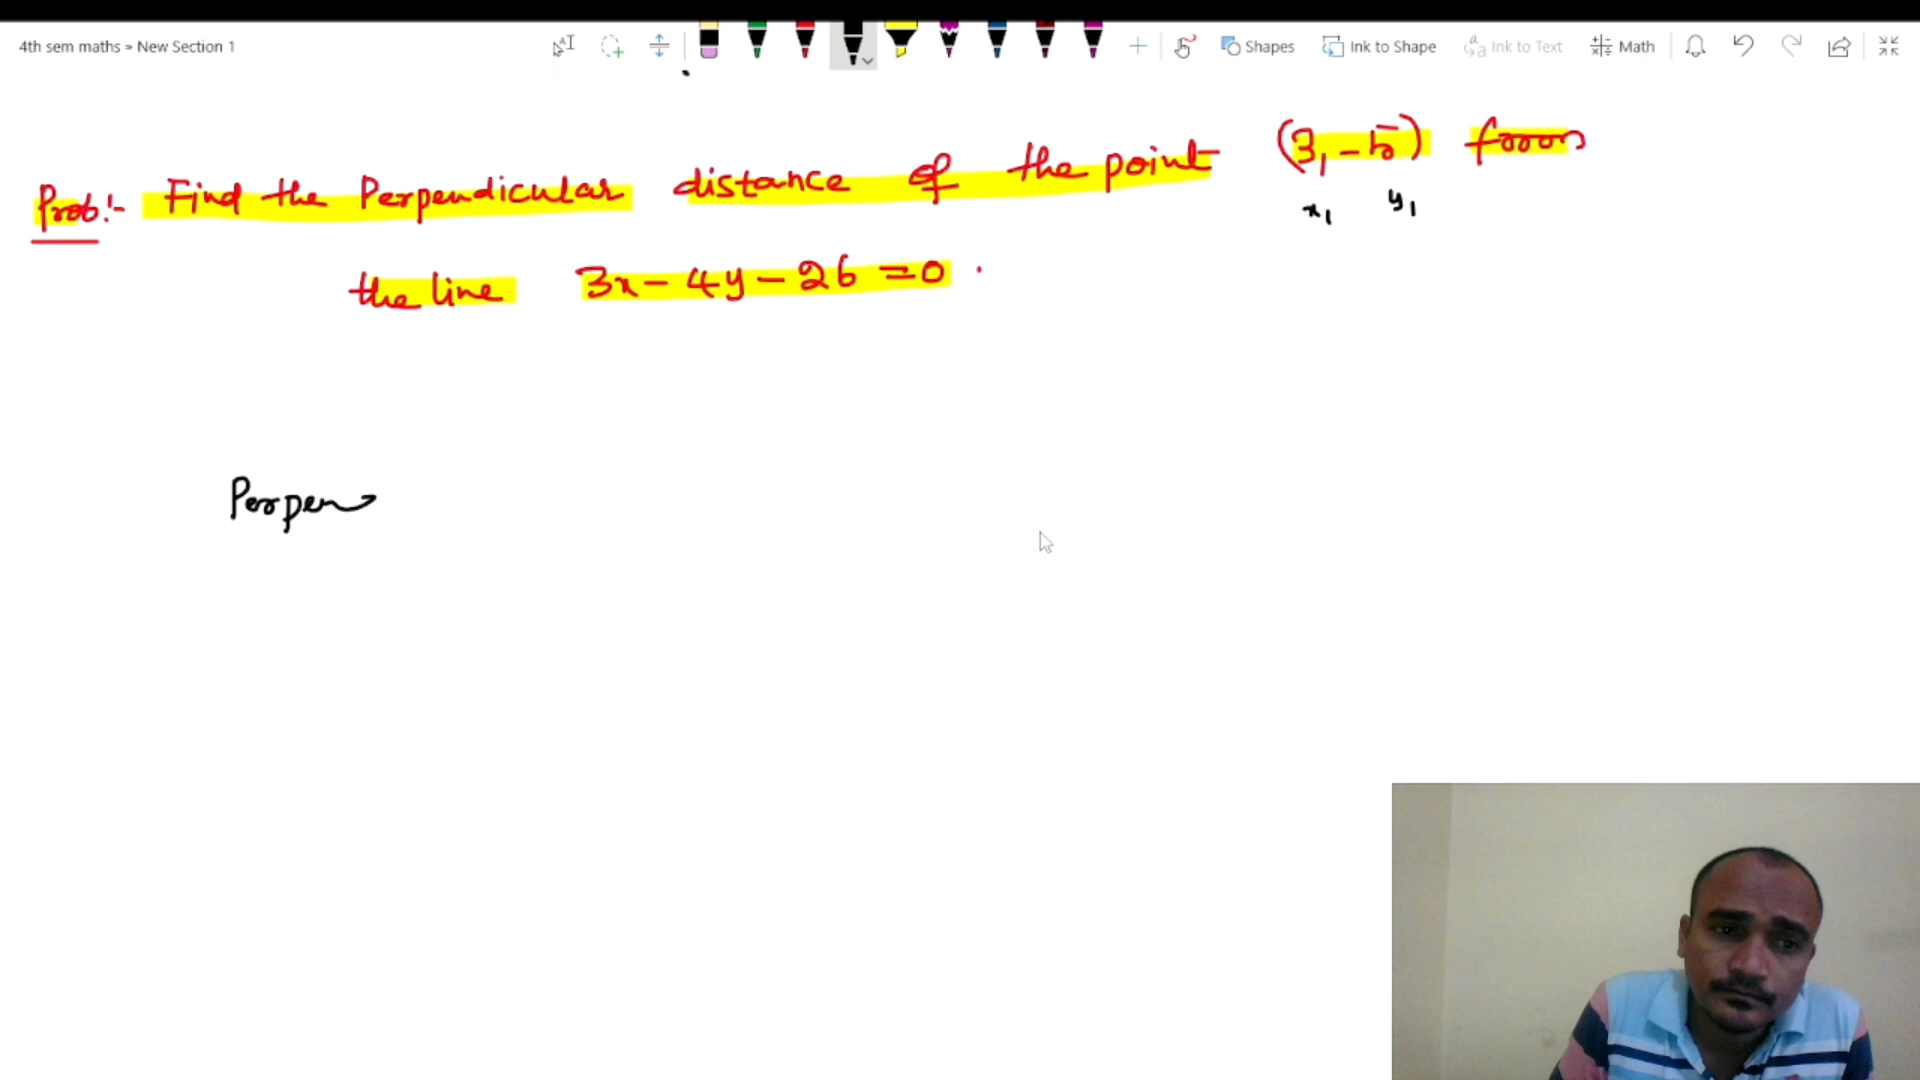 4th sem maths » New Section 1
Shapes Ink to Shape Ink to Text Math
Prob:- Find the Perpendicular distance of the point (3, -5) from
x1 y1
the line 3x - 4y - 26 = 0 .
Perpen